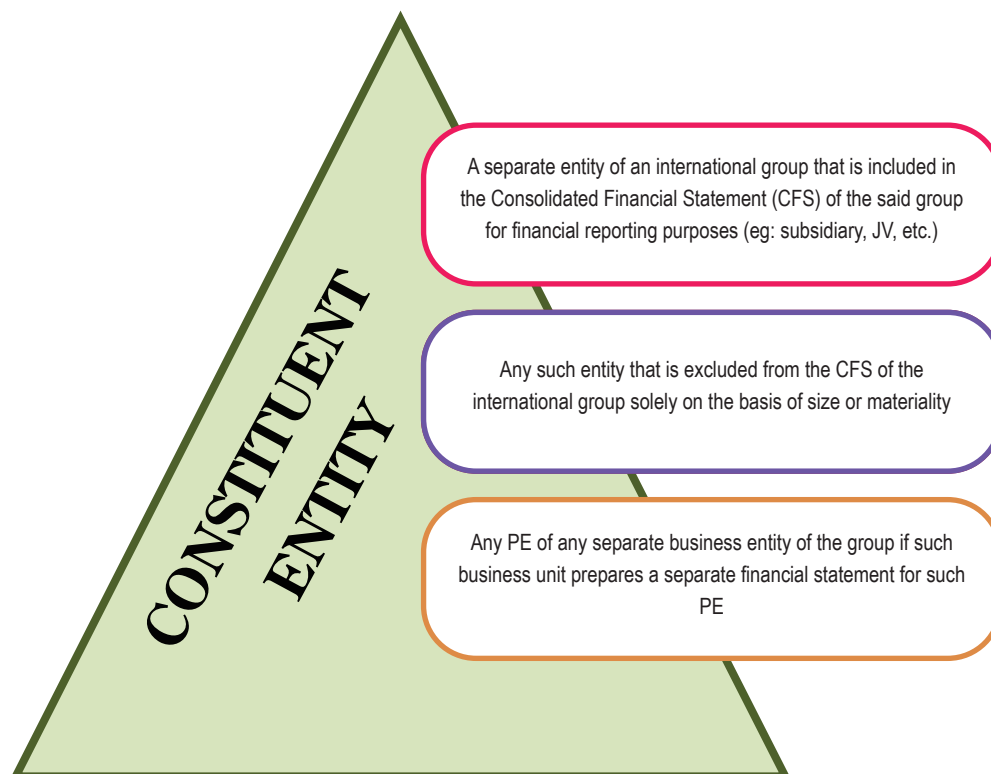 CONSTITUENT
ENTITY
A separate entity of an international group that is included in
the Consolidated Financial Statement (CFS) of the said group
for financial reporting purposes (eg: subsidiary, JV, etc.)
Any such entity that is excluded from the CFS of the
international group solely on the basis of size or materiality
Any PE of any separate business entity of the group if such
business unit prepares a separate financial statement for such
PE